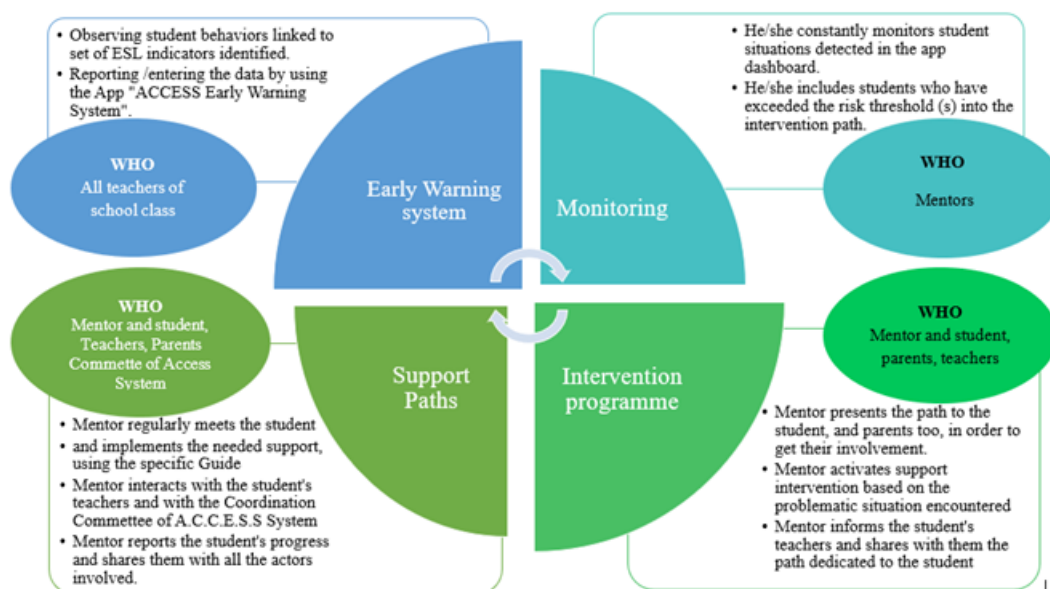 • Observing student behaviors linked to
set of ESL indicators identified.
• Reporting /entering the data by using
the App "ACCESS Early Warning
System".
WHO
All teachers of
school class
Early Warning
system
• He/she constantly monitors student
situations detected in the app
dashboard.
• He/she includes students who have
exceeded the risk threshold (s) into the
intervention path.
WHO
Mentors
Monitoring
WHO
Mentor and student,
Teachers, Parents
Commette of Access
System
Support
Paths
• Mentor regularly meets the student
• and implements the needed support,
using the specific Guide
• Mentor interacts with the student's
teachers and with the Coordination
Committee of A.C.C.E.S.S System
• Mentor reports the student's progress
and shares them with all the actors
involved.
Intervention
programme
WHO
Mentor and student,
parents, teachers
• Mentor presents the path to the
student, and parents too, in order to
get their involvement.
• Mentor activates support
intervention based on the
problematic situation encountered
• Mentor informs the student's
teachers and shares with them the
path dedicated to the student